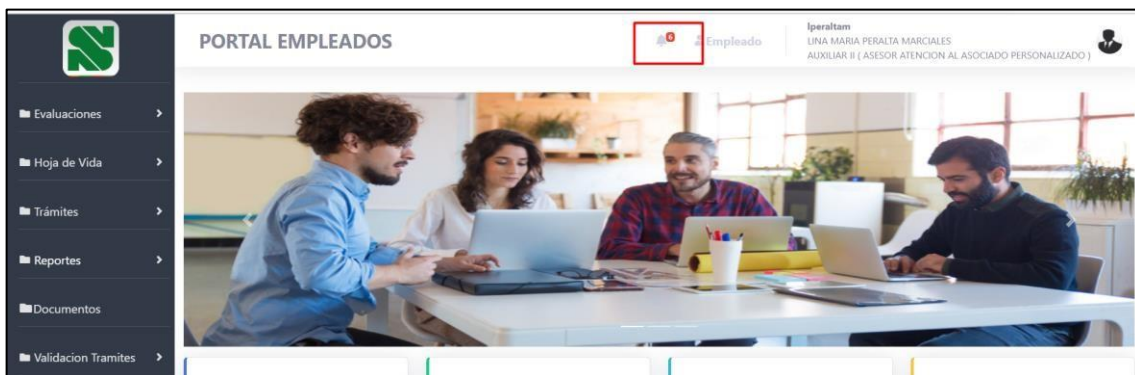 PORTAL EMPLEADOS
6
Empleado
lperaltam
LINA MARIA PERALTA MARCIALES
AUXILIAR II ( ASESOR ATENCION AL ASOCIADO PERSONALIZADO )
Evaluaciones
Hoja de Vida
Trámites
Reportes
Documentos
Validacion Tramites